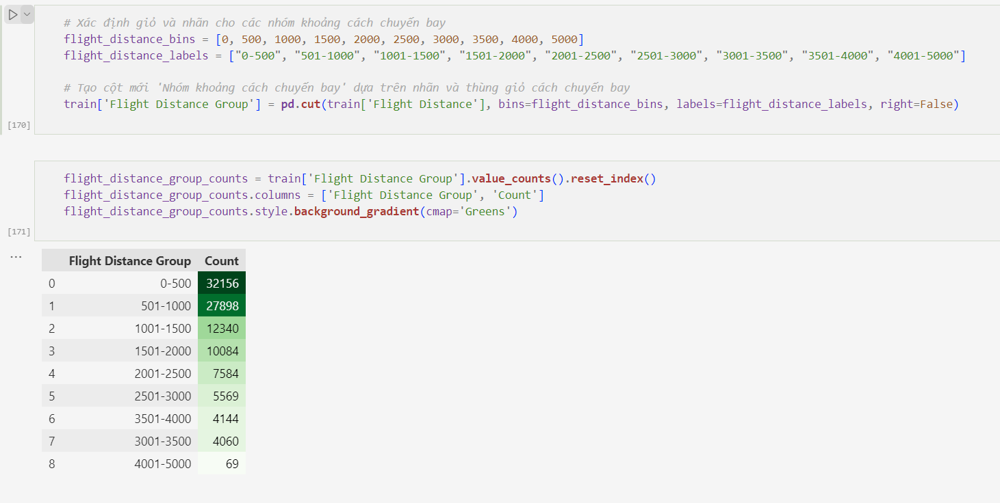 # Xác định giỏ và nhãn cho các nhóm khoảng cách chuyến bay
flight_distance_bins = [0, 500, 1000, 1500, 2000, 2500, 3000, 3500, 4000, 5000]
flight_distance_labels = ["0-500", "501-1000", "1001-1500", "1501-2000", "2001-2500", "2501-3000", "3001-3500", "3501-4000", "4001-5000"]
# Tạo cột mới 'Nhóm khoảng cách chuyến bay' dựa trên nhãn và thùng giỏ cách chuyến bay
train['Flight Distance Group'] = pd.cut(train['Flight Distance'], bins=flight_distance_bins, labels=flight_distance_labels, right=False)
[170]
flight_distance_group_counts = train['Flight Distance Group'].value_counts().reset_index()
flight_distance_group_counts.columns = ['Flight Distance Group', 'Count']
flight_distance_group_counts.style.background_gradient(cmap='Greens')
[171]
...
Flight Distance Group Count
0 0-500 32156
1 501-1000 27898
2 1001-1500 12340
3 1501-2000 10084
4 2001-2500 7584
5 2501-3000 5569
6 3501-4000 4144
7 3001-3500 4060
8 4001-5000 69